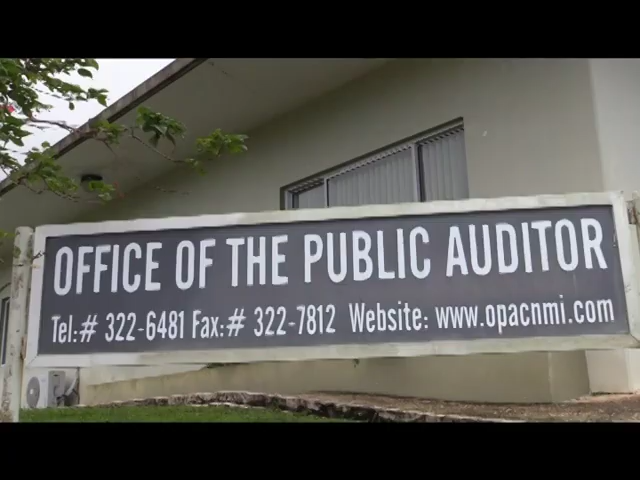 OFFICE OF THE PUBLIC AUDITOR
Tel:# 322-6481 Fax:# 322-7812 Website: www.opacnmi.com